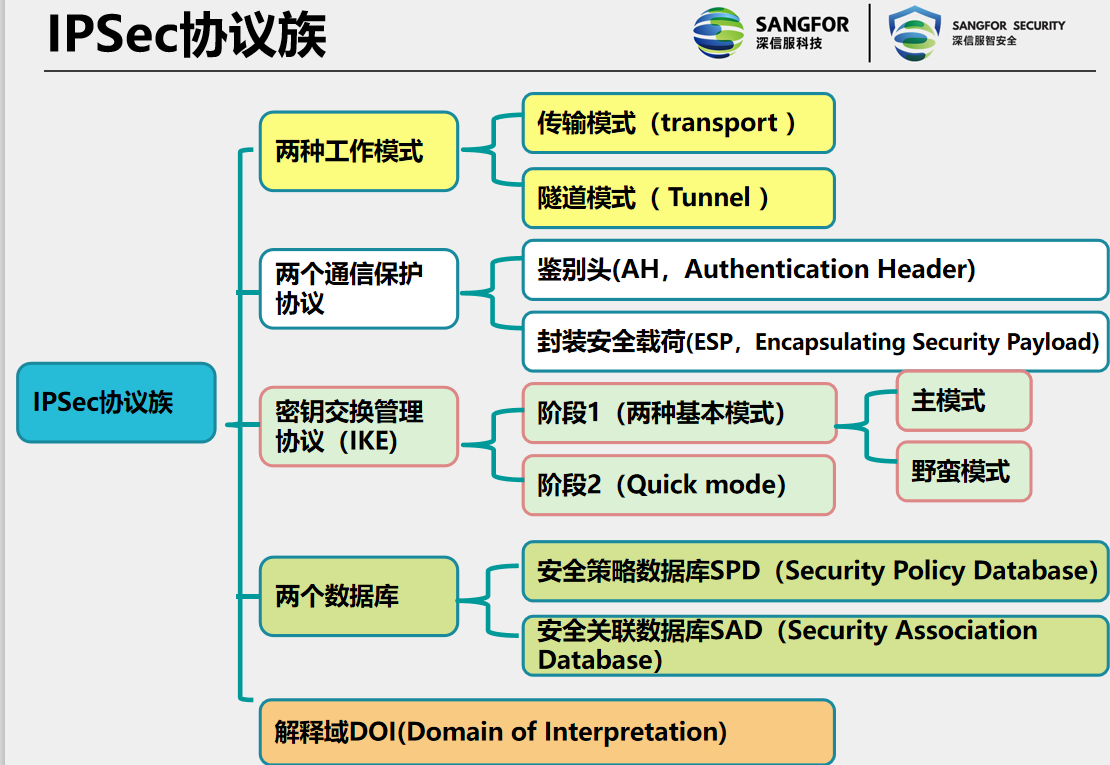 IPSec协议族
SANGFOR
深信服科技
SANGFOR SECURITY
深信服智安全
两种工作模式
传输模式（transport ）
隧道模式（ Tunnel ）
两个通信保护
协议
鉴别头(AH，Authentication Header)
封装安全载荷(ESP，Encapsulating Security Payload)
IPSec协议族
密钥交换管理
协议（IKE)
阶段1（两种基本模式）
主模式
野蛮模式
阶段2（Quick mode）
两个数据库
安全策略数据库SPD（Security Policy Database）
安全关联数据库SAD（Security Association
Database）
解释域DOI(Domain of Interpretation)